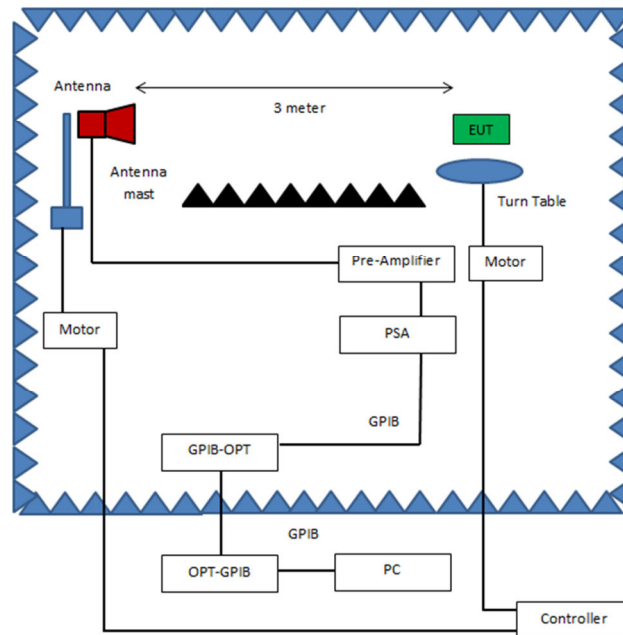 Antenna
3 meter
EUT
Antenna
mast
Turn Table
Pre-Amplifier
Motor
Motor
PSA
GPIB
GPIB-OPT
GPIB
OPT-GPIB
PC
Controller